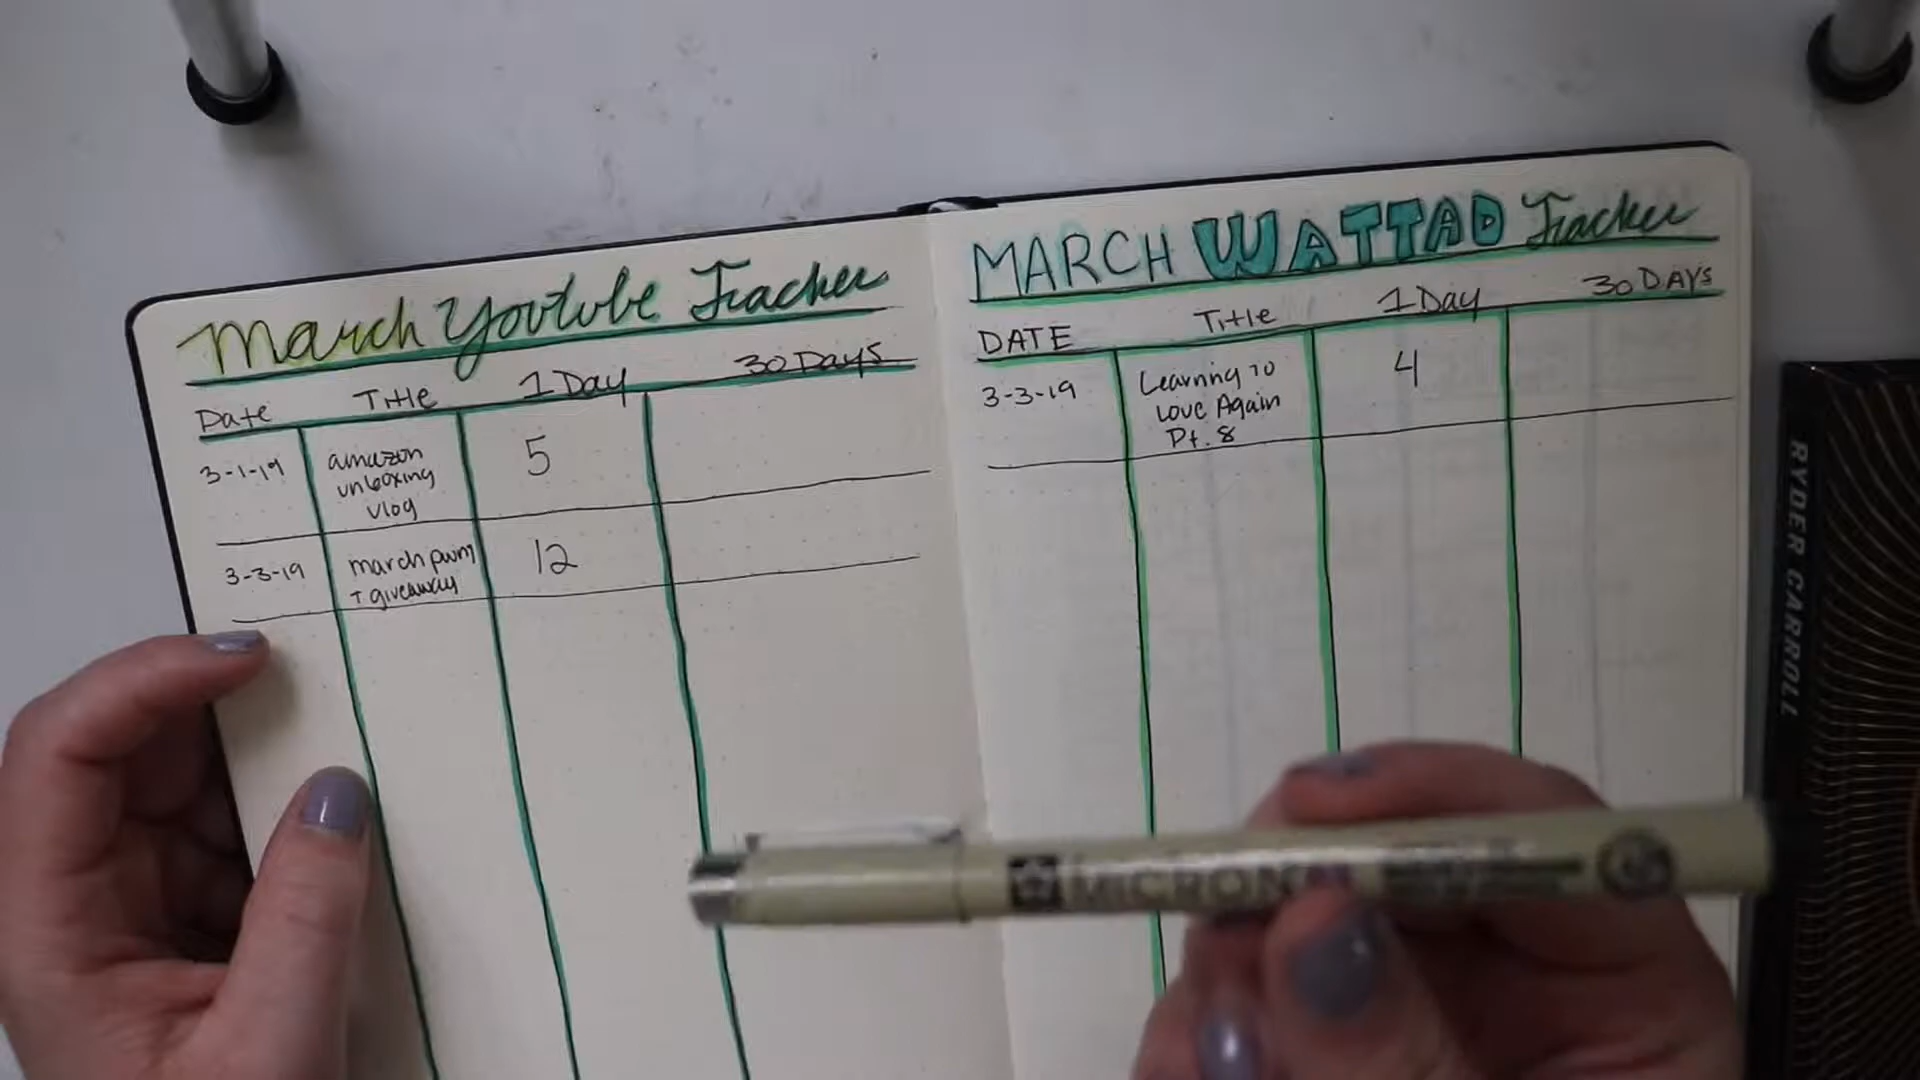 March Youtube Tracker
Date Title 1 Day 30 Days
3-1-19 amazon unboxing vlog 5
3-3-19 march pwm + giveaway 12
MARCH WATTAD Tracker
DATE Title 1 Day 30 DAYS
3-3-19 Learning to Love Again Pt. 8 4
MICRON
RYDER CARROLL